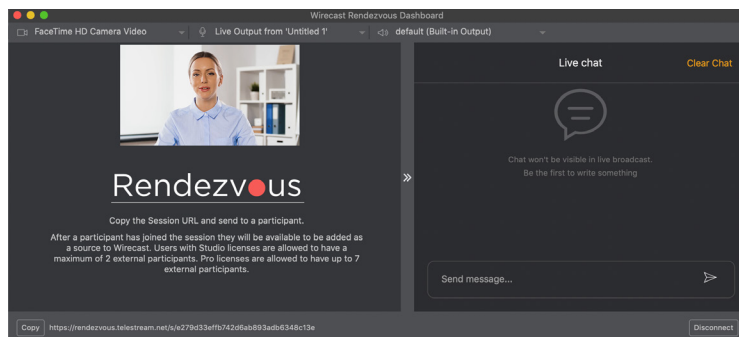 Wirecast Rendezvous Dashboard
FaceTime HD Camera Video
Live Output from 'Untitled 1'
default (Built-in Output)
Rendezvous
Copy the Session URL and send to a participant.
After a participant has joined the session they will be available to be added as
a source to Wirecast. Users with Studio licenses are allowed to have a
maximum of 2 external participants. Pro licenses are allowed to have up to 7
external participants.
Live chat
Clear Chat
Chat won't be visible in live broadcast.
Be the first to write something
Send message...
Copy
https://rendezvous.telestream.net/s/e279d33effb742d6ab893adb6348c13e
Disconnect